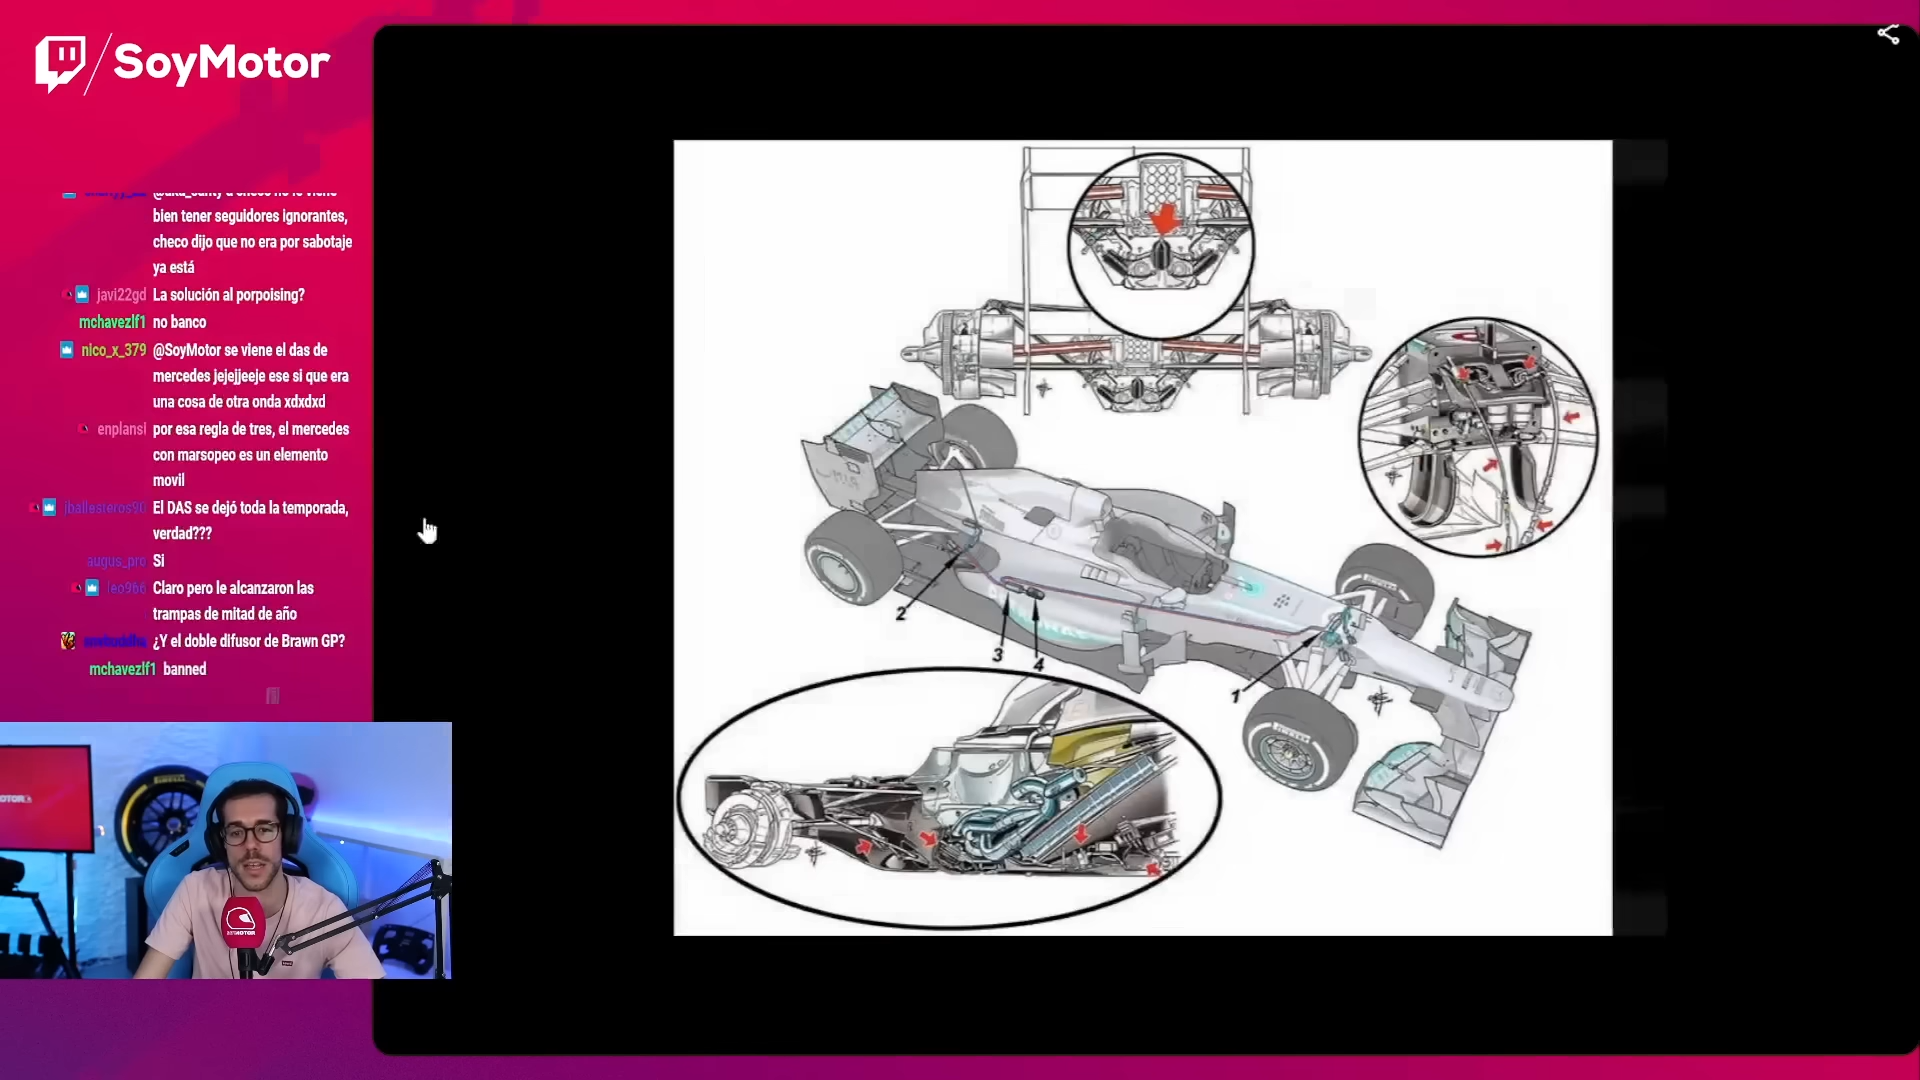 SoyMotor
bien tener seguidores ignorantes,
checo dijo que no era por sabotaje
ya está
javi22gd La solución al porpoising?
mchavezlf1 no banco
nico_x_379 @SoyMotor se viene el das de
mercedes jejejjeeje ese si que era
una cosa de otra onda xdxdxd
enplansl por esa regla de tres, el mercedes
con marsopeo es un elemento
movil
jballesteros90 El DAS se dejó toda la temporada,
verdad???
augus_pro Si
leo966 Claro pero le alcanzaron las
trampas de mitad de año
¿Y el doble difusor de Brawn GP?
mchavezlf1 banned
2
3
4
1